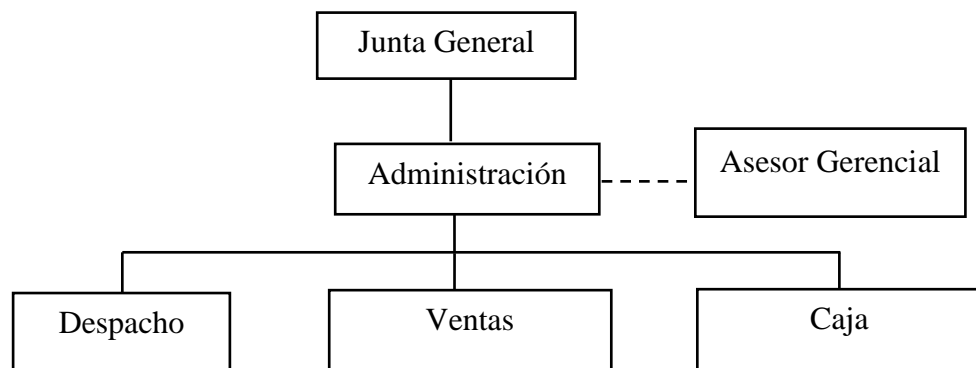 Junta General
Administración
Asesor Gerencial
Despacho
Ventas
Caja